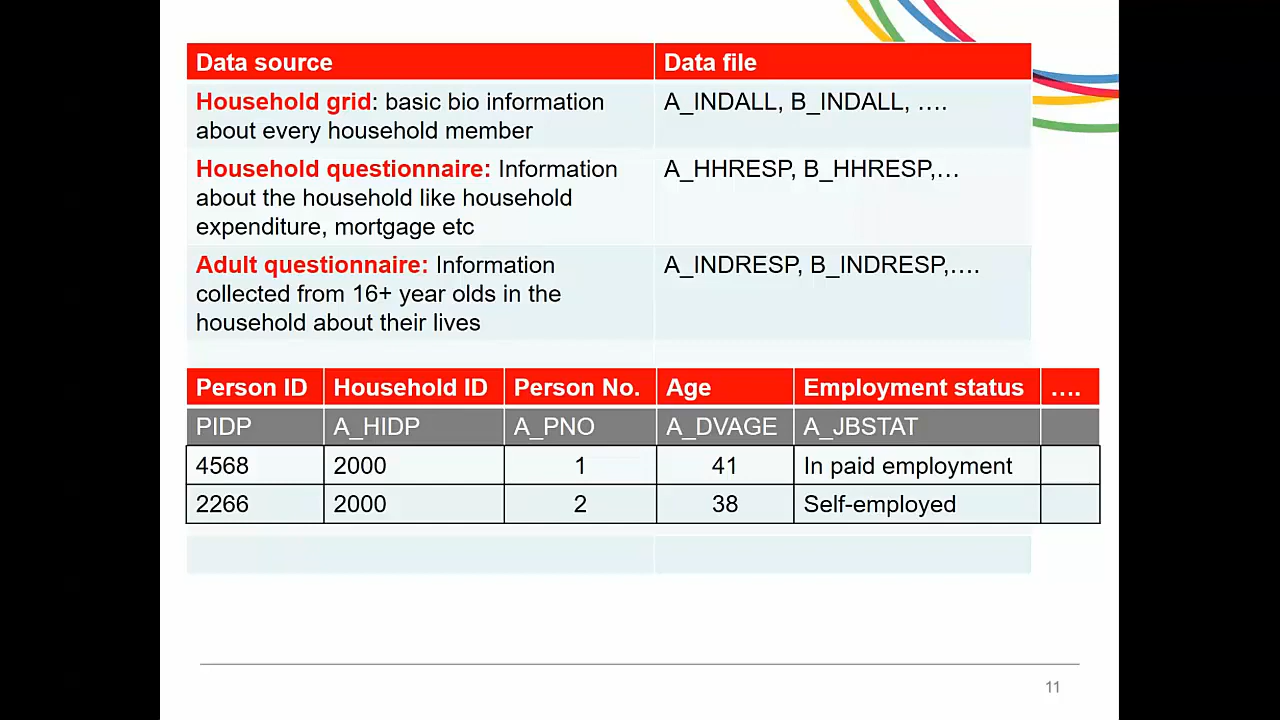 Data source Data file
Household grid: basic bio information A_INDALL, B_INDALL, ….
about every household member
Household questionnaire: Information A_HHRESP, B_HHRESP,…
about the household like household
expenditure, mortgage etc
Adult questionnaire: Information A_INDRESP, B_INDRESP,….
collected from 16+ year olds in the
household about their lives
Person ID Household ID Person No. Age Employment status ….
PIDP A_HIDP A_PNO A_DVAGE A_JBSTAT
4568 2000 1 41 In paid employment
2266 2000 2 38 Self-employed
11